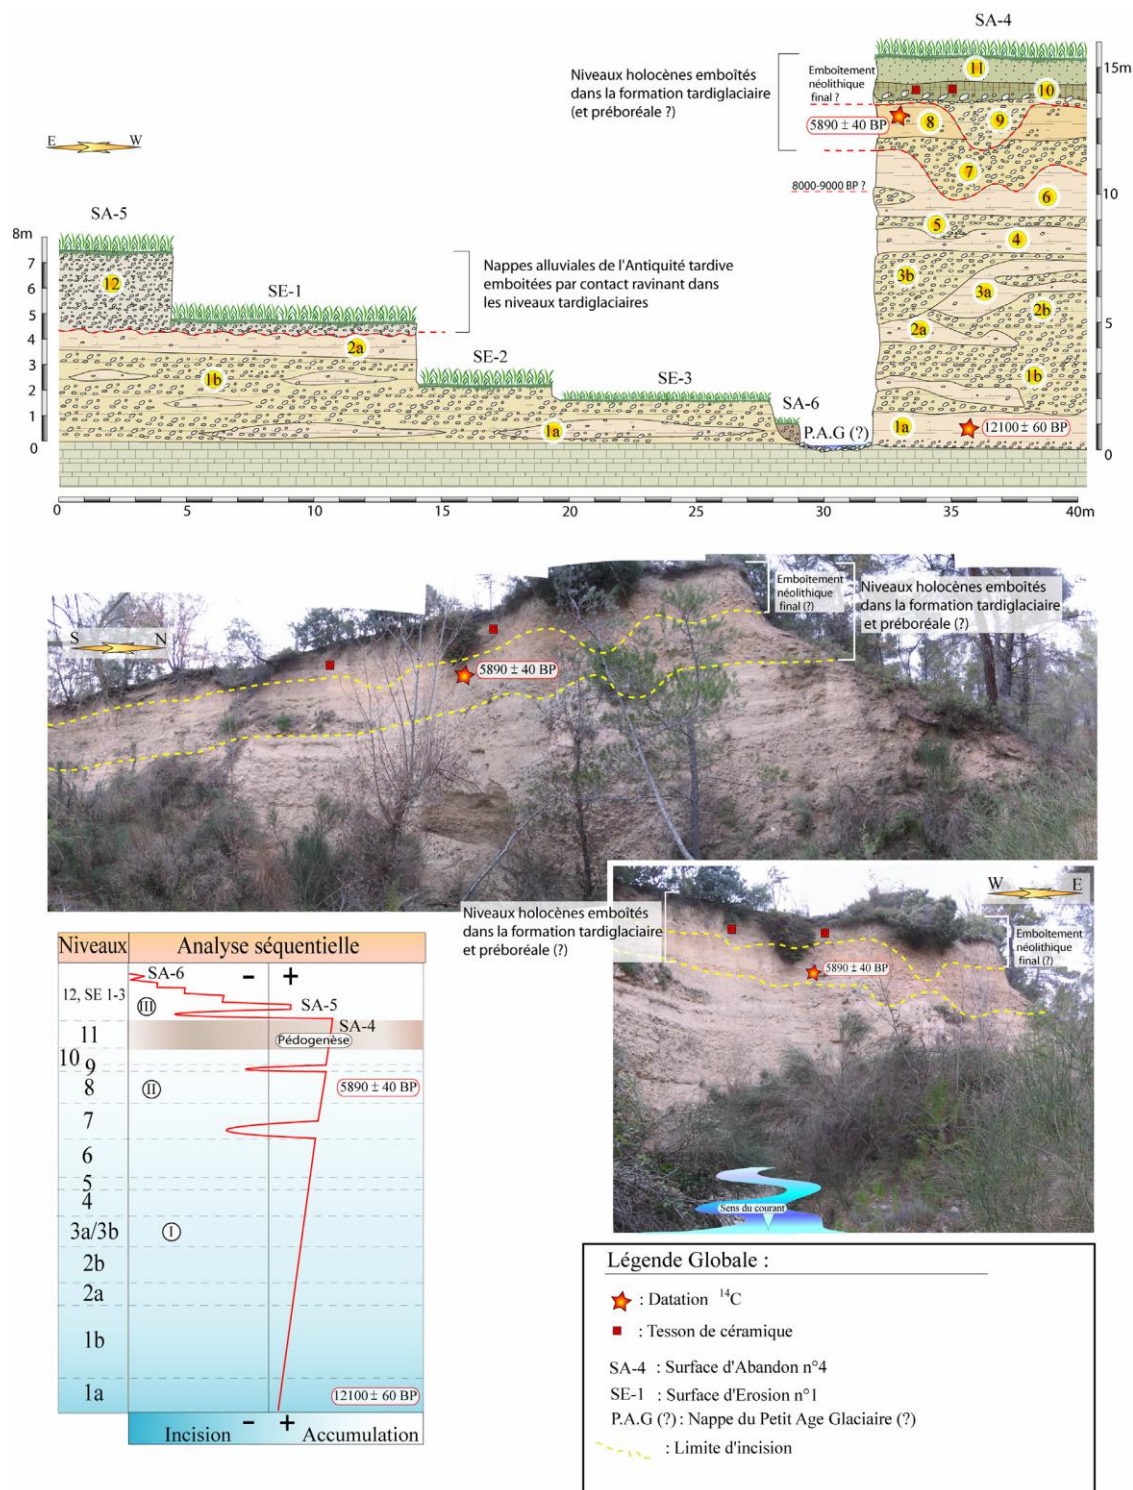 SA-4
15m
11
10
Niveaux holocènes emboîtés
dans la formation tardiglaciaire
(et préboréale ?)
Emboîtement
néolithique
final ?
5890 ± 40 BP
8
9
7
8000-9000 BP ?
10
6
5
4
3b
3a
2b
2a
5
1b
1a
12100 ± 60 BP
0
E W
SA-5
8m
7
6
5
4
3
2
1
0
12
SE-1
Nappes alluviales de l'Antiquité tardive
emboitées par contact ravinant dans
les niveaux tardiglaciaires
2a
1b
SE-2
SE-3
1a
SA-6
P.A.G (?)
0 5 10 15 20 25 30 35 40m
S N
5890 ± 40 BP
Emboîtement
néolithique
final (?)
Niveaux holocènes emboîtés
dans la formation tardiglaciaire
et préboréale (?)
W E
Niveaux holocènes emboîtés
dans la formation tardiglaciaire
et préboréale (?)
5890 ± 40 BP
Emboîtement
néolithique
final (?)
Sens du courant
Niveaux Analyse séquentielle
SA-6 - +
12, SE 1-3 III SA-5
11 SA-4
Pédogenèse
10
9
8 II 5890 ± 40 BP
7
6
5
4
3a/3b I
2b
2a
1b
1a 12100 ± 60 BP
- +
Incision Accumulation
Légende Globale :
: Datation 14C
: Tesson de céramique
SA-4 : Surface d'Abandon n°4
SE-1 : Surface d'Erosion n°1
P.A.G (?) : Nappe du Petit Age Glaciaire (?)
: Limite d'incision